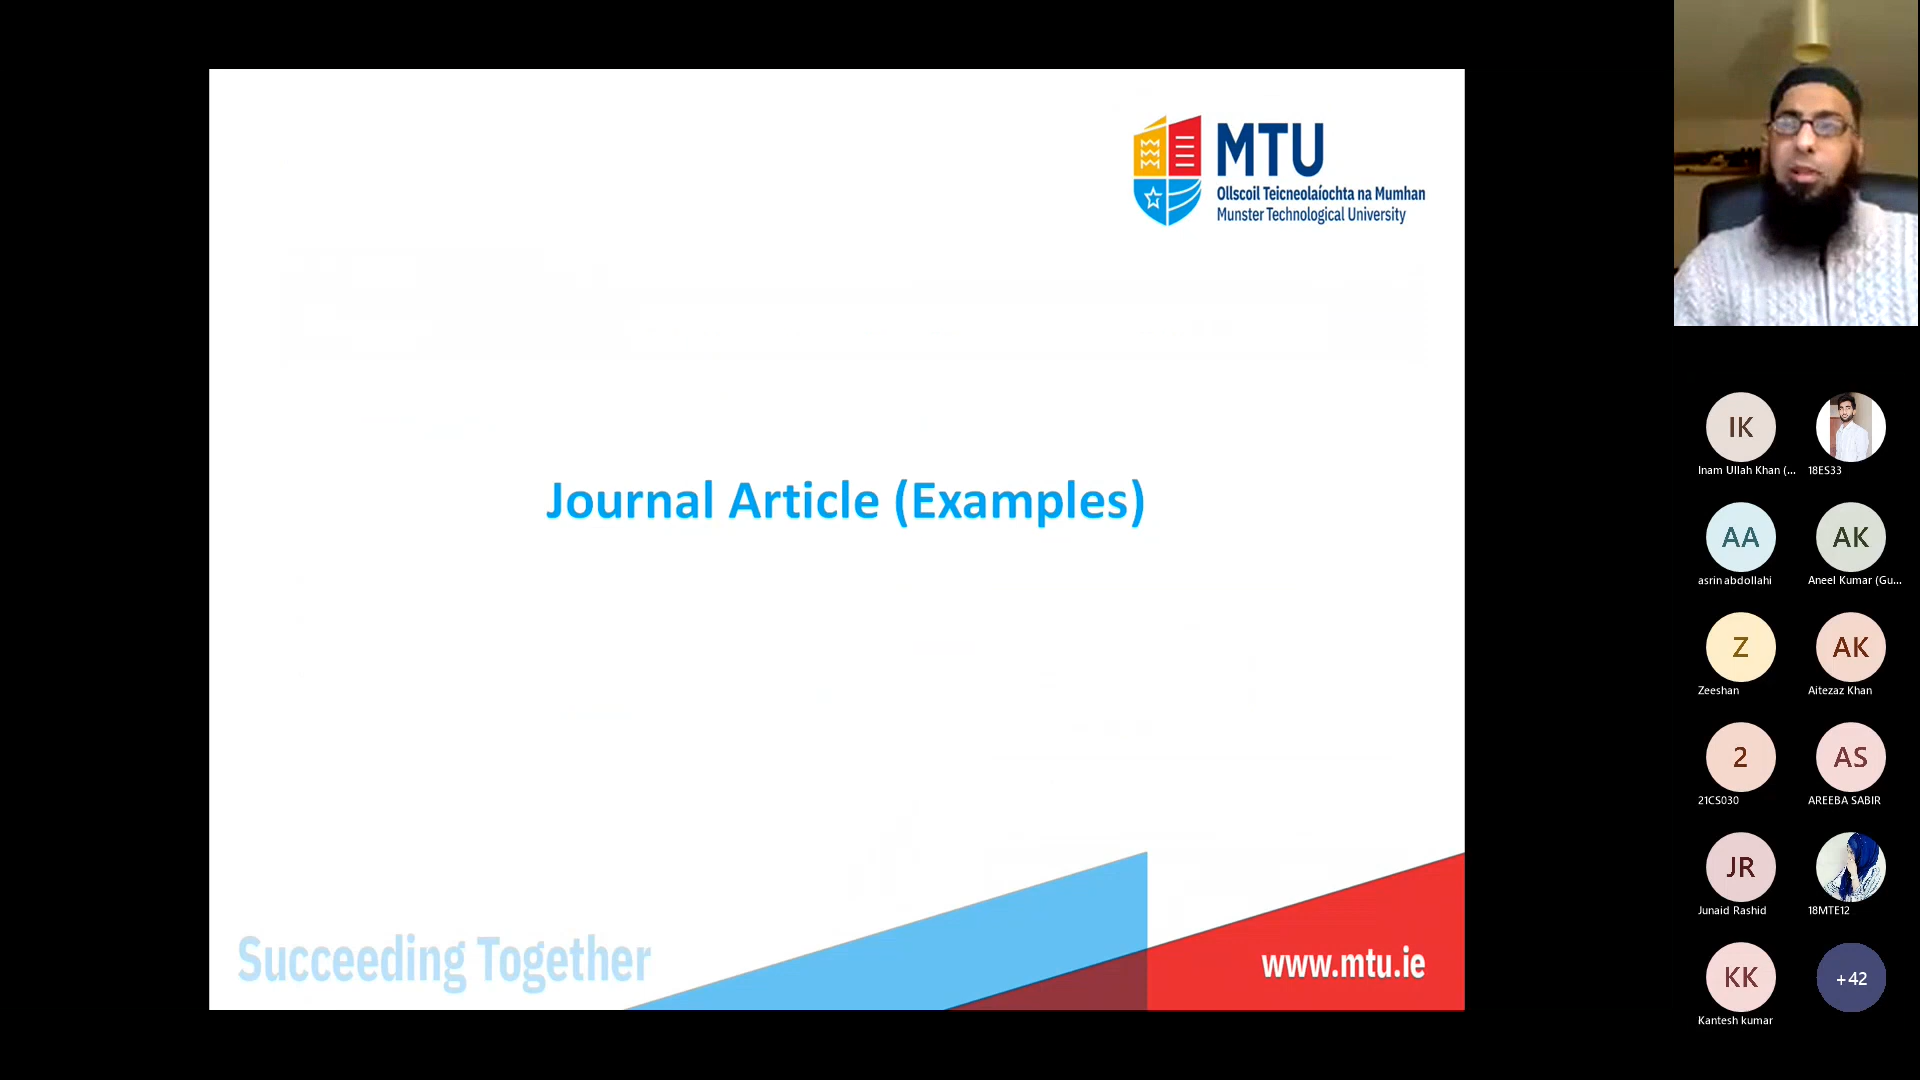 MTU
Ollscoil Teicneolaíochta na Mumhan
Munster Technological University
Journal Article (Examples)
Succeeding Together
www.mtu.ie
IK
Inam Ullah Khan (...
18ES33
AA
asrin abdollahi
AK
Aneel Kumar (Gu...
Z
Zeeshan
AK
Aitezaz Khan
2
21CS030
AS
AREEBA SABIR
JR
Junaid Rashid
18MTE12
KK
Kantesh kumar
+42